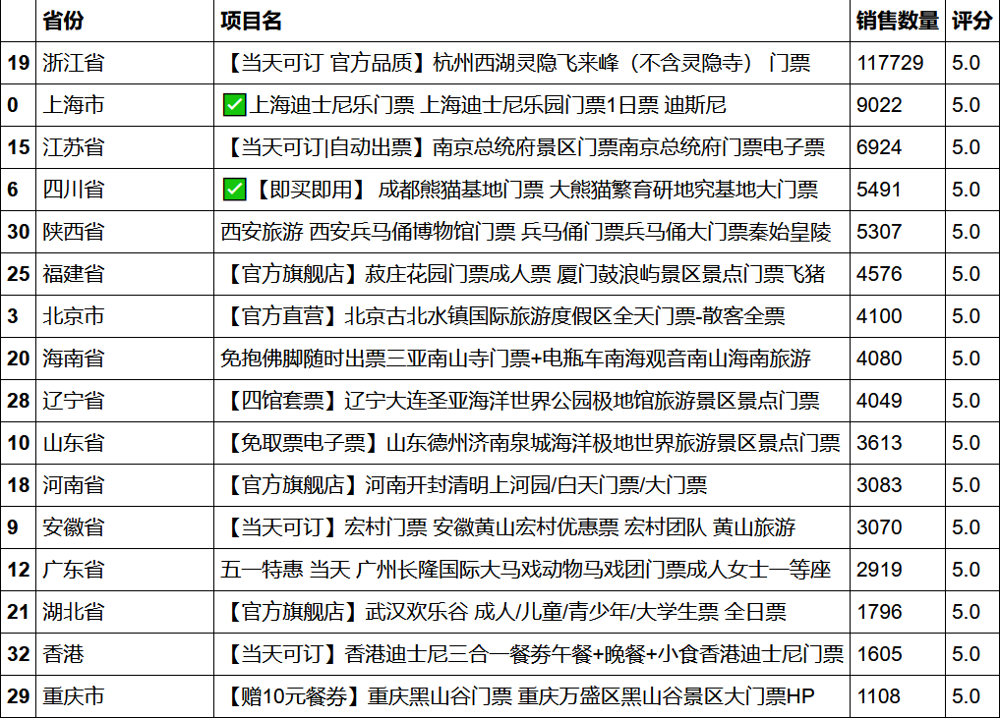 省份 项目名 销售数量 评分
19 浙江省 【当天可订 官方品质】杭州西湖灵隐飞来峰（不含灵隐寺） 门票 117729 5.0
0 上海市 ✅上海迪士尼乐门票 上海迪士尼乐园门票1日票 迪斯尼 9022 5.0
15 江苏省 【当天可订|自动出票】南京总统府景区门票南京总统府门票电子票 6924 5.0
6 四川省 ✅【即买即用】 成都熊猫基地门票 大熊猫繁育研地究基地大门票 5491 5.0
30 陕西省 西安旅游 西安兵马俑博物馆门票 兵马俑门票兵马俑大门票秦始皇陵 5307 5.0
25 福建省 【官方旗舰店】菽庄花园门票成人票 厦门鼓浪屿景区景点门票飞猪 4576 5.0
3 北京市 【官方直营】北京古北水镇国际旅游度假区全天门票-散客全票 4100 5.0
20 海南省 免抱佛脚随时出票三亚南山寺门票+电瓶车南海观音南山海南旅游 4080 5.0
28 辽宁省 【四馆套票】辽宁大连圣亚海洋世界公园极地馆旅游景区景点门票 4049 5.0
10 山东省 【免取票电子票】山东德州济南泉城海洋极地世界旅游景区景点门票 3613 5.0
18 河南省 【官方旗舰店】河南开封清明上河园/白天门票/大门票 3083 5.0
9 安徽省 【当天可订】宏村门票 安徽黄山宏村优惠票 宏村团队 黄山旅游 3070 5.0
12 广东省 五一特惠 当天 广州长隆国际大马戏动物马戏团门票成人女士一等座 2919 5.0
21 湖北省 【官方旗舰店】武汉欢乐谷 成人/儿童/青少年/大学生票 全日票 1796 5.0
32 香港 【当天可订】香港迪士尼三合一餐劵午餐+晚餐+小食香港迪士尼门票 1605 5.0
29 重庆市 【赠10元餐券】重庆黑山谷门票 重庆万盛区黑山谷景区大门票HP 1108 5.0